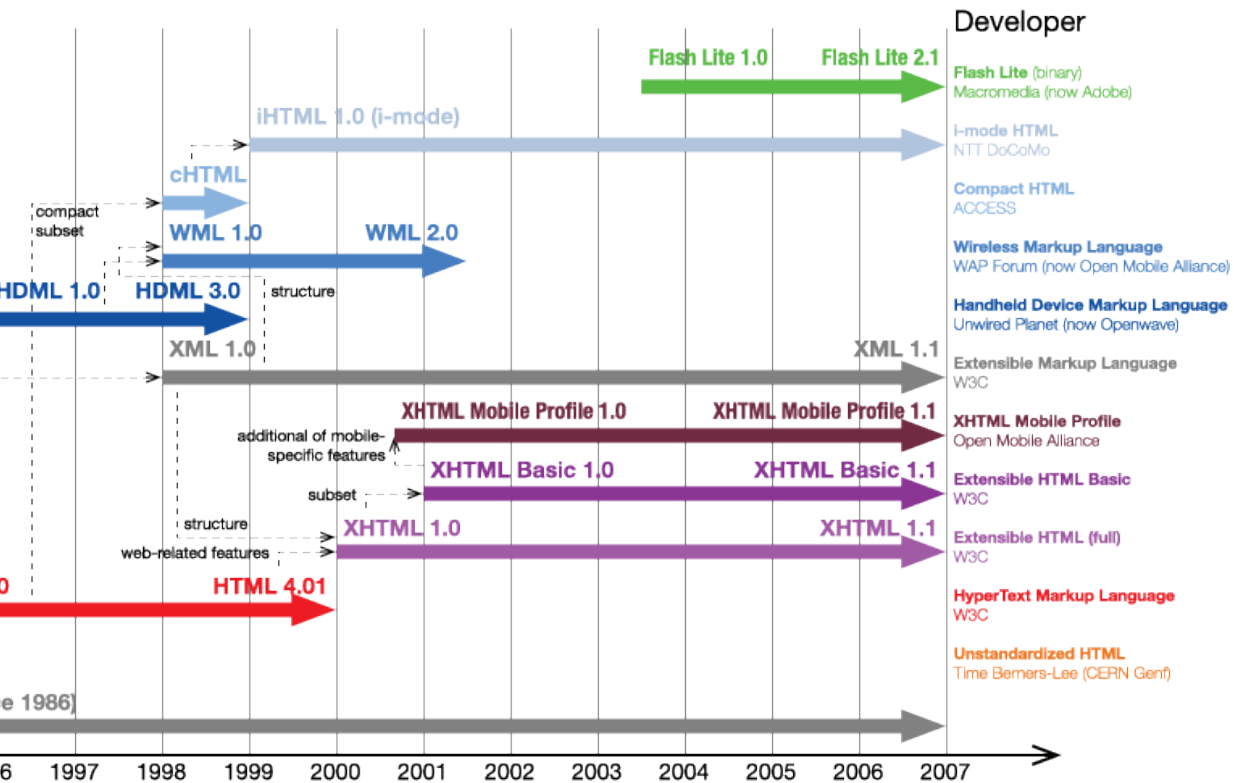 Developer
Flash Lite 1.0
Flash Lite 2.1
Flash Lite (binary)
Macromedia (now Adobe)
iHTML 1.0 (i-mode)
i-mode HTML
NTT DoCoMo
cHTML
Compact HTML
ACCESS
compact
subset
WML 1.0
WML 2.0
Wireless Markup Language
WAP Forum (now Open Mobile Alliance)
HDML 1.0
HDML 3.0
structure
Handheld Device Markup Language
Unwired Planet (now Openwave)
XML 1.0
XML 1.1
Extensible Markup Language
W3C
XHTML Mobile Profile 1.0
XHTML Mobile Profile 1.1
XHTML Mobile Profile
Open Mobile Alliance
additional of mobile-
specific features
XHTML Basic 1.0
XHTML Basic 1.1
Extensible HTML Basic
W3C
subset
structure
XHTML 1.0
XHTML 1.1
Extensible HTML (full)
W3C
web-related features
0
HTML 4.01
HyperText Markup Language
W3C
Unstandardized HTML
Time Berners-Lee (CERN Genf)
e 1986)
6 1997 1998 1999 2000 2001 2002 2003 2004 2005 2006 2007